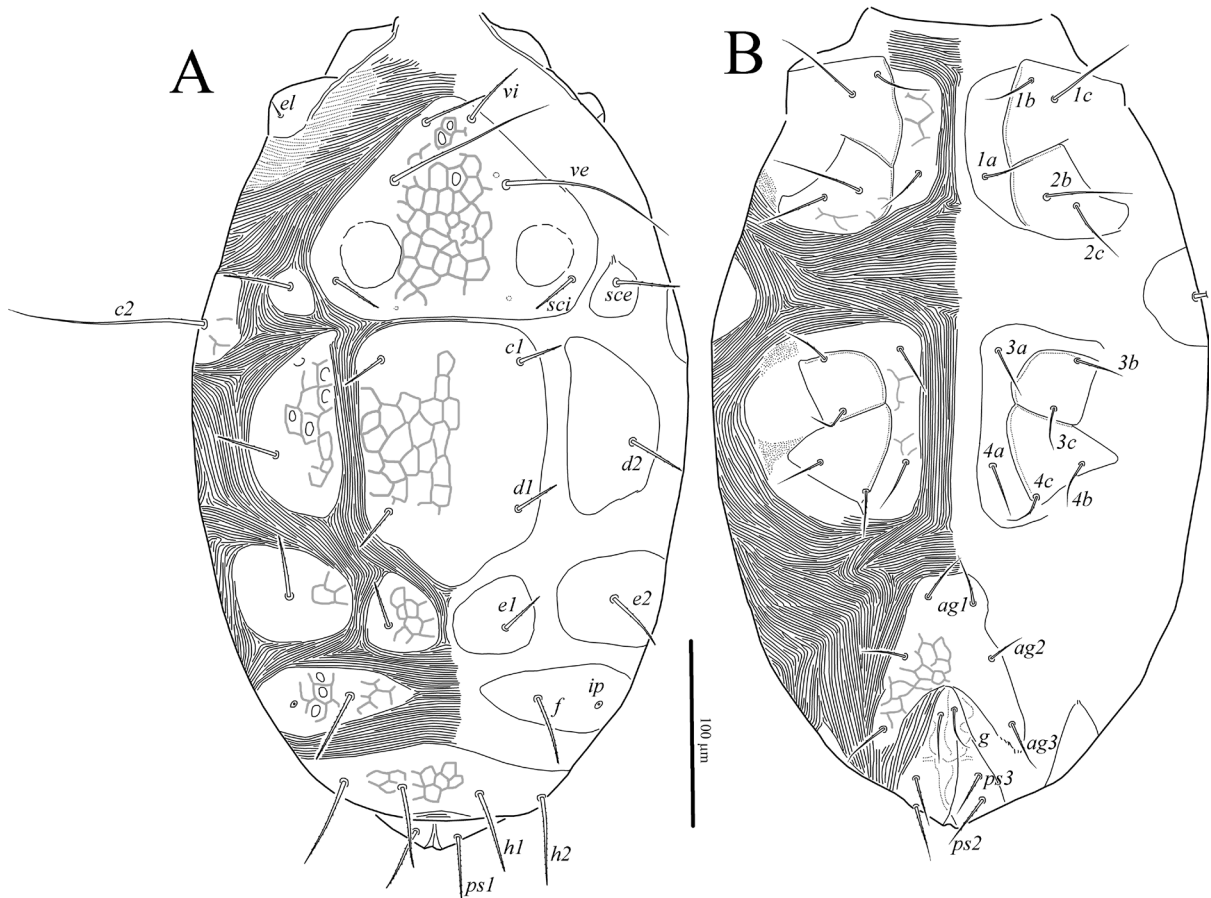 A
el
vi
ve
c2
sci
sce
c1
d1
d2
e1
e2
f
ip
h1
h2
ps1
100 μm
B
1b
1c
1a
2b
2c
3a
3b
3c
4a
4c
4b
ag1
ag2
ag3
g
ps3
ps2